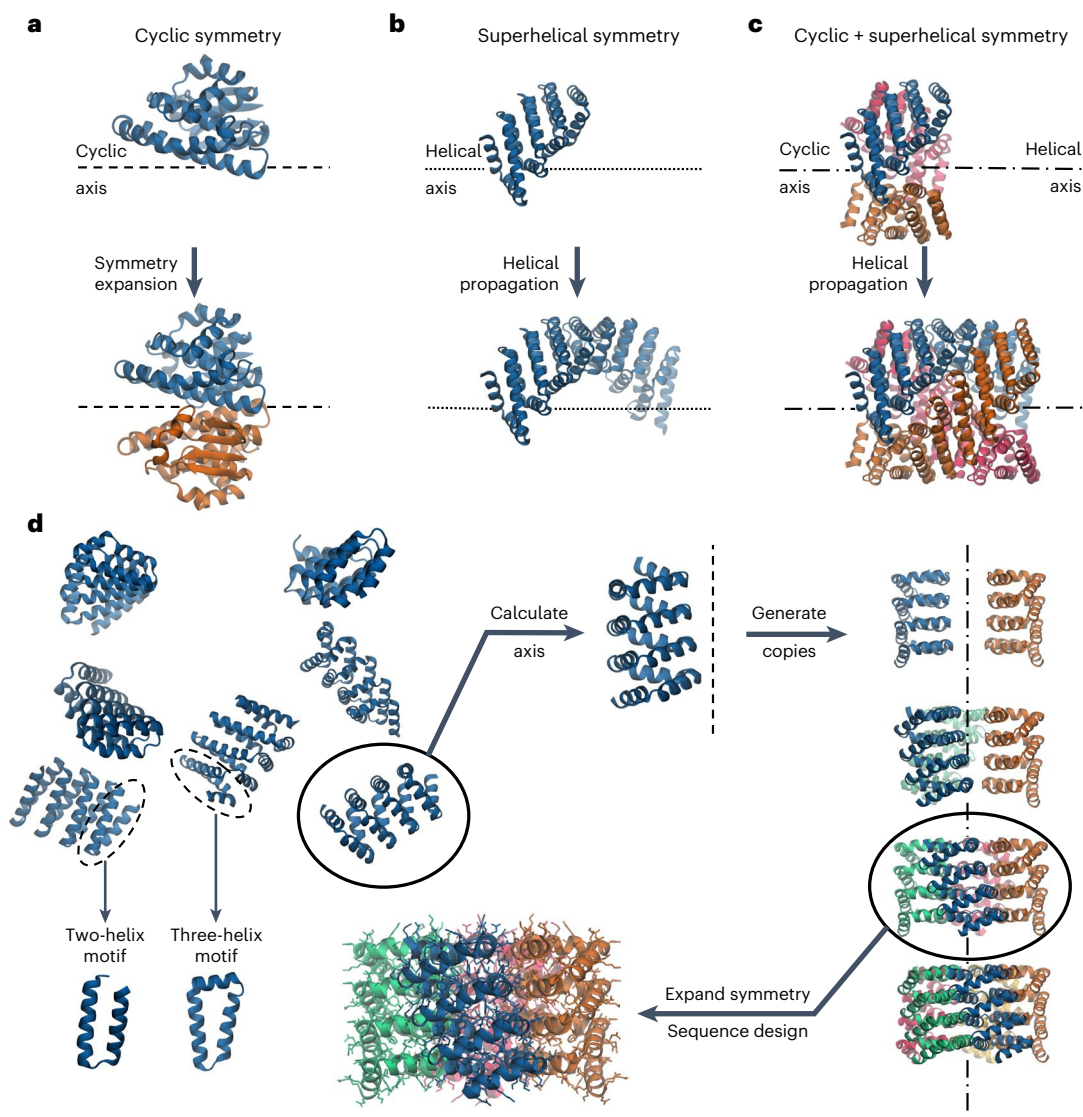 a
Cyclic symmetry
Cyclic
axis
Symmetry
expansion
b
Superhelical symmetry
Helical
axis
Helical
propagation
c
Cyclic + superhelical symmetry
Cyclic
axis
Helical
axis
Helical
propagation
d
Calculate
axis
Generate
copies
Two-helix
motif
Three-helix
motif
Expand symmetry
Sequence design